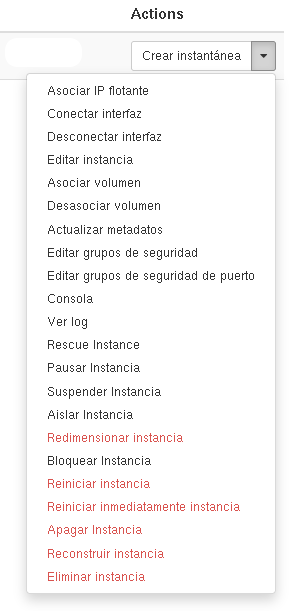 Actions
Crear instantánea
Asociar IP flotante
Conectar interfaz
Desconectar interfaz
Editar instancia
Asociar volumen
Desasociar volumen
Actualizar metadatos
Editar grupos de seguridad
Editar grupos de seguridad de puerto
Consola
Ver log
Rescue Instance
Pausar Instancia
Suspender Instancia
Aislar Instancia
Redimensionar instancia
Bloquear Instancia
Reiniciar instancia
Reiniciar inmediatamente instancia
Apagar Instancia
Reconstruir instancia
Eliminar instancia